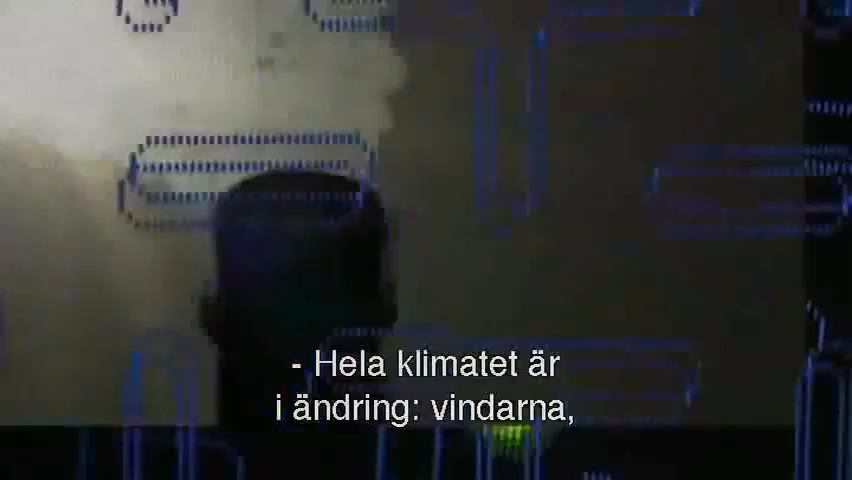 - Hela klimatet är
i ändring: vindarna,